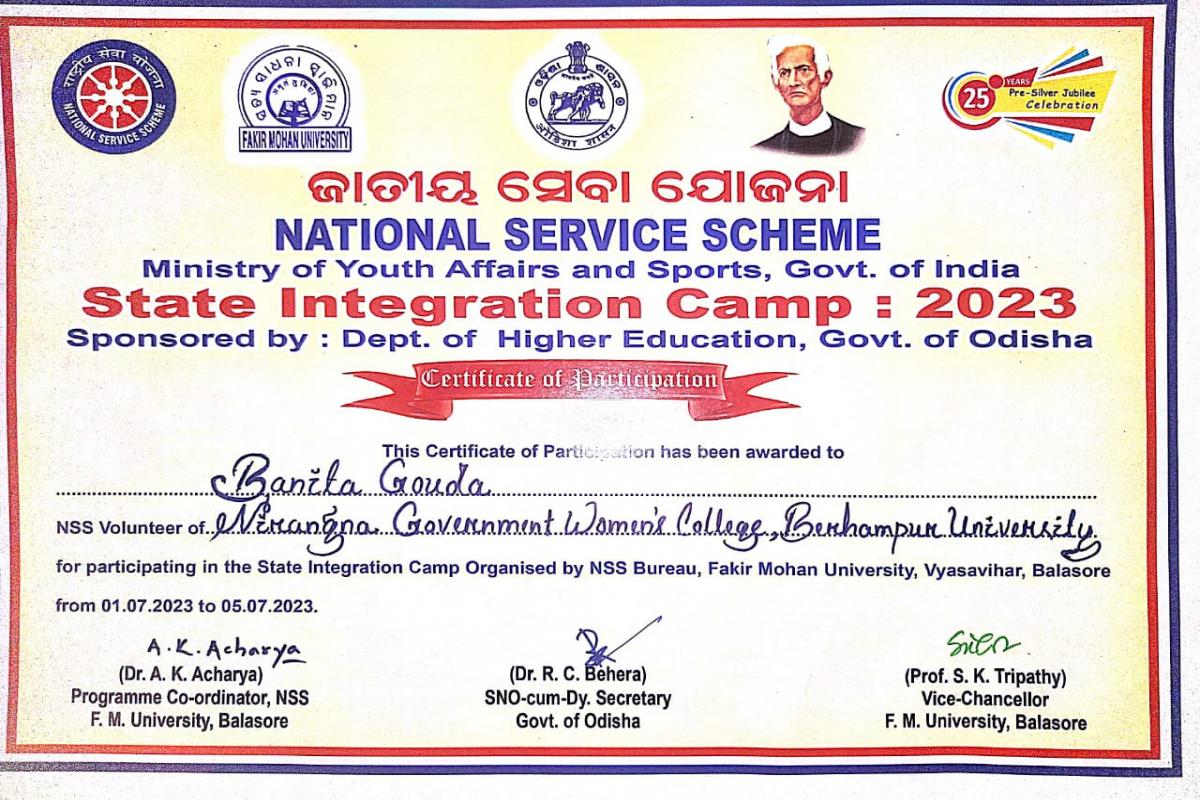 राष्ट्रीय सेवा योजना
NATIONAL SERVICE SCHEME
FAKIR MOHAN UNIVERSITY
ଓଡ଼ିଶା ଶାସନ
ओडिशा शासन
25 YEARS
Pre-Silver Jubilee
Celebration
ଜାତୀୟ ସେବା ଯୋଜନା
NATIONAL SERVICE SCHEME
Ministry of Youth Affairs and Sports, Govt. of India
State Integration Camp : 2023
Sponsored by : Dept. of Higher Education, Govt. of Odisha
Certificate of Participation
This Certificate of Participation has been awarded to
Banita Gouda
NSS Volunteer of Nirangna Government Women's College, Berhampur University
for participating in the State Integration Camp Organised by NSS Bureau, Fakir Mohan University, Vyasavihar, Balasore
from 01.07.2023 to 05.07.2023.
A.K. Acharya
(Dr. A. K. Acharya) (Dr. R. C. Behera) (Prof. S. K. Tripathy)
Programme Co-ordinator, NSS SNO-cum-Dy. Secretary Vice-Chancellor
F. M. University, Balasore Govt. of Odisha F. M. University, Balasore